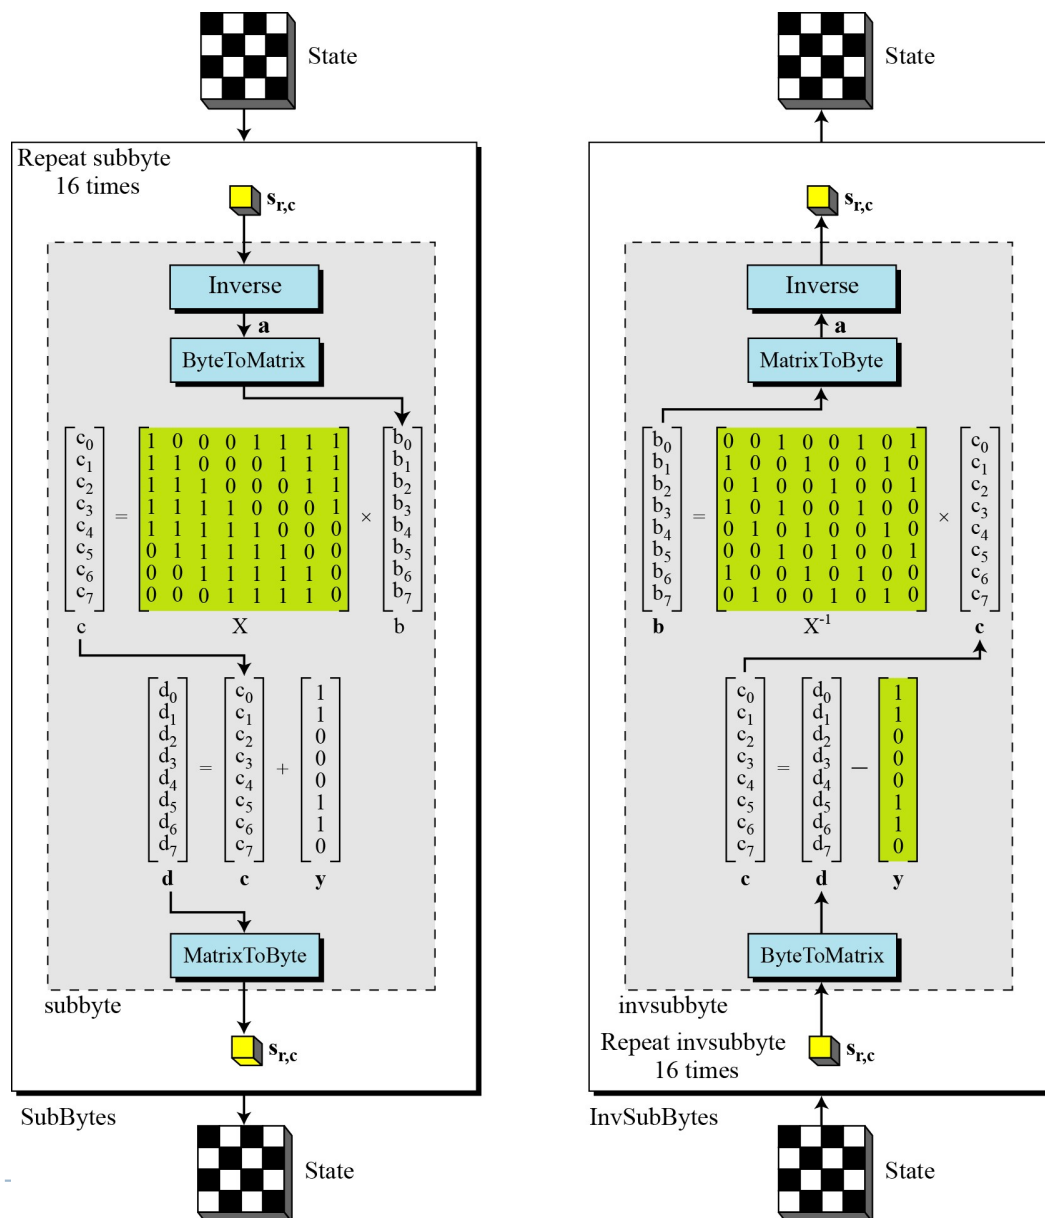 State
Repeat subbyte
16 times
s_r,c
Inverse
a
ByteToMatrix
c₀ 1 0 0 0 1 1 1 1 b₀
c₁ 1 1 0 0 0 1 1 1 b₁
c₂ 1 1 1 0 0 0 1 1 b₂
c₃ = 1 1 1 1 0 0 0 1 × b₃
c₄ 1 1 1 1 1 0 0 0 b₄
c₅ 0 1 1 1 1 1 0 0 b₅
c₆ 0 0 1 1 1 1 1 0 b₆
c₇ 0 0 0 1 1 1 1 0 b₇
c X b
d₀ c₀ 1
d₁ c₁ 1
d₂ c₂ 0
d₃ = c₃ + 0
d₄ c₄ 0
d₅ c₅ 1
d₆ c₆ 1
d₇ c₇ 0
d c y
MatrixToByte
subbyte
s_r,c
SubBytes
State
State
s_r,c
Inverse
a
MatrixToByte
b₀ 0 0 1 0 0 1 0 1 c₀
b₁ 1 0 0 1 0 0 1 0 c₁
b₂ 0 1 0 0 1 0 0 1 c₂
b₃ = 1 0 1 0 0 1 0 0 × c₃
b₄ 0 1 0 1 0 0 1 0 c₄
b₅ 0 0 1 0 1 0 0 1 c₅
b₆ 1 0 0 1 0 1 0 0 c₆
b₇ 0 1 0 0 1 0 1 0 c₇
b X⁻¹ c
c₀ d₀ 1
c₁ d₁ 1
c₂ d₂ 0
c₃ = d₃ − 0
c₄ d₄ 0
c₅ d₅ 1
c₆ d₆ 1
c₇ d₇ 0
c d y
ByteToMatrix
invsubbyte
Repeat invsubbyte
16 times
s_r,c
InvSubBytes
State